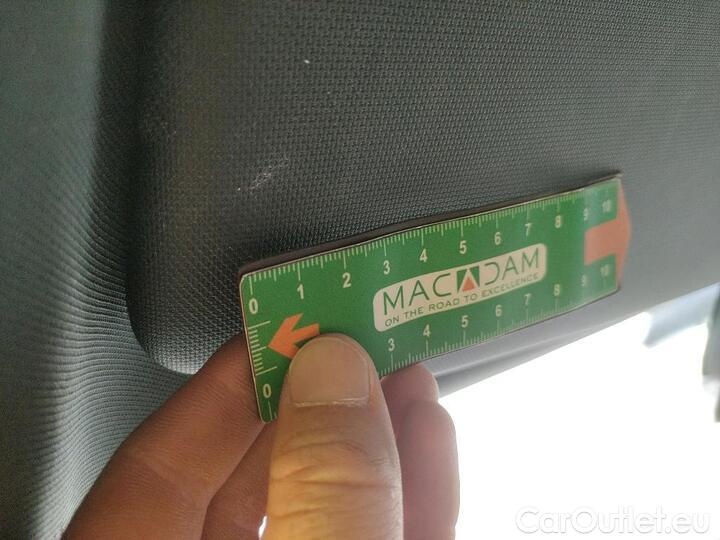 0 1 2 3 4 5 6 7 8 9 10
MACADAM
ON THE ROAD TO EXCELLENCE
0 3 4 5 6 7 8 9 10
CarOutlet.eu